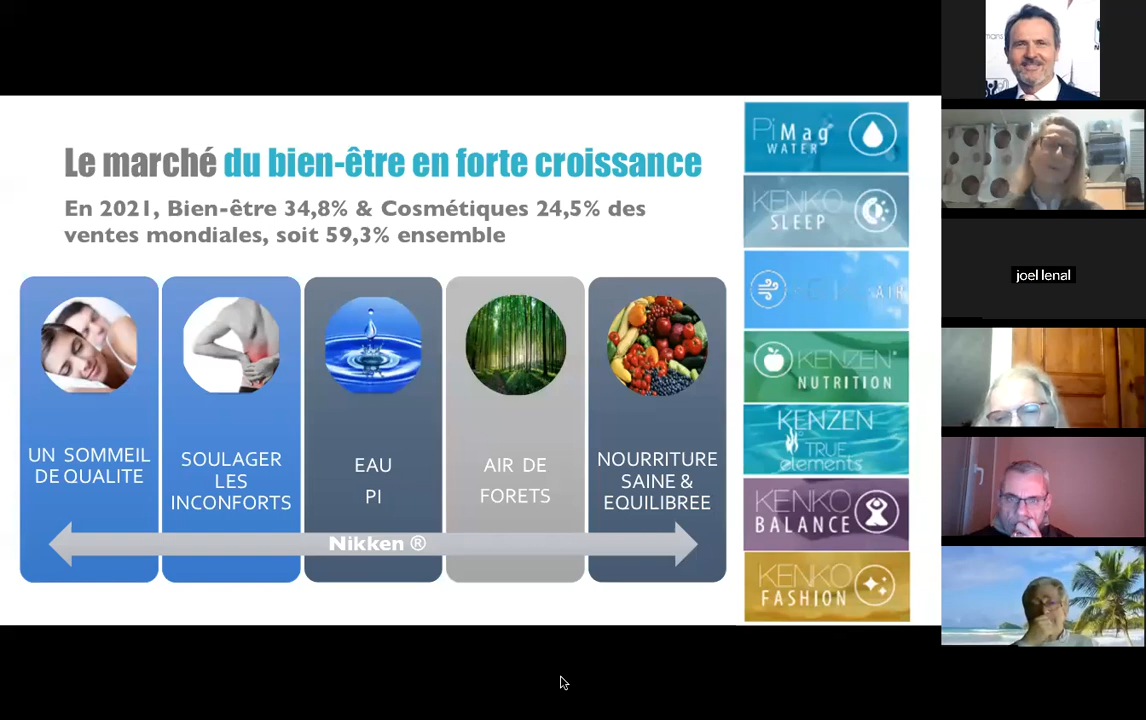 Le marché du bien-être en forte croissance
En 2021, Bien-être 34,8% & Cosmétiques 24,5% des
ventes mondiales, soit 59,3% ensemble
UN SOMMEIL
DE QUALITE
SOULAGER
LES
INCONFORTS
EAU
PI
AIR DE
FORETS
NOURRITURE
SAINE &
EQUILIBREE
Nikken ®
PiMag
WATER
KENKO
SLEEP
AIR
KENZEN®
NUTRITION
KENZEN
TRUE
elements
KENKO
BALANCE
KENKO
FASHION
joel lenal